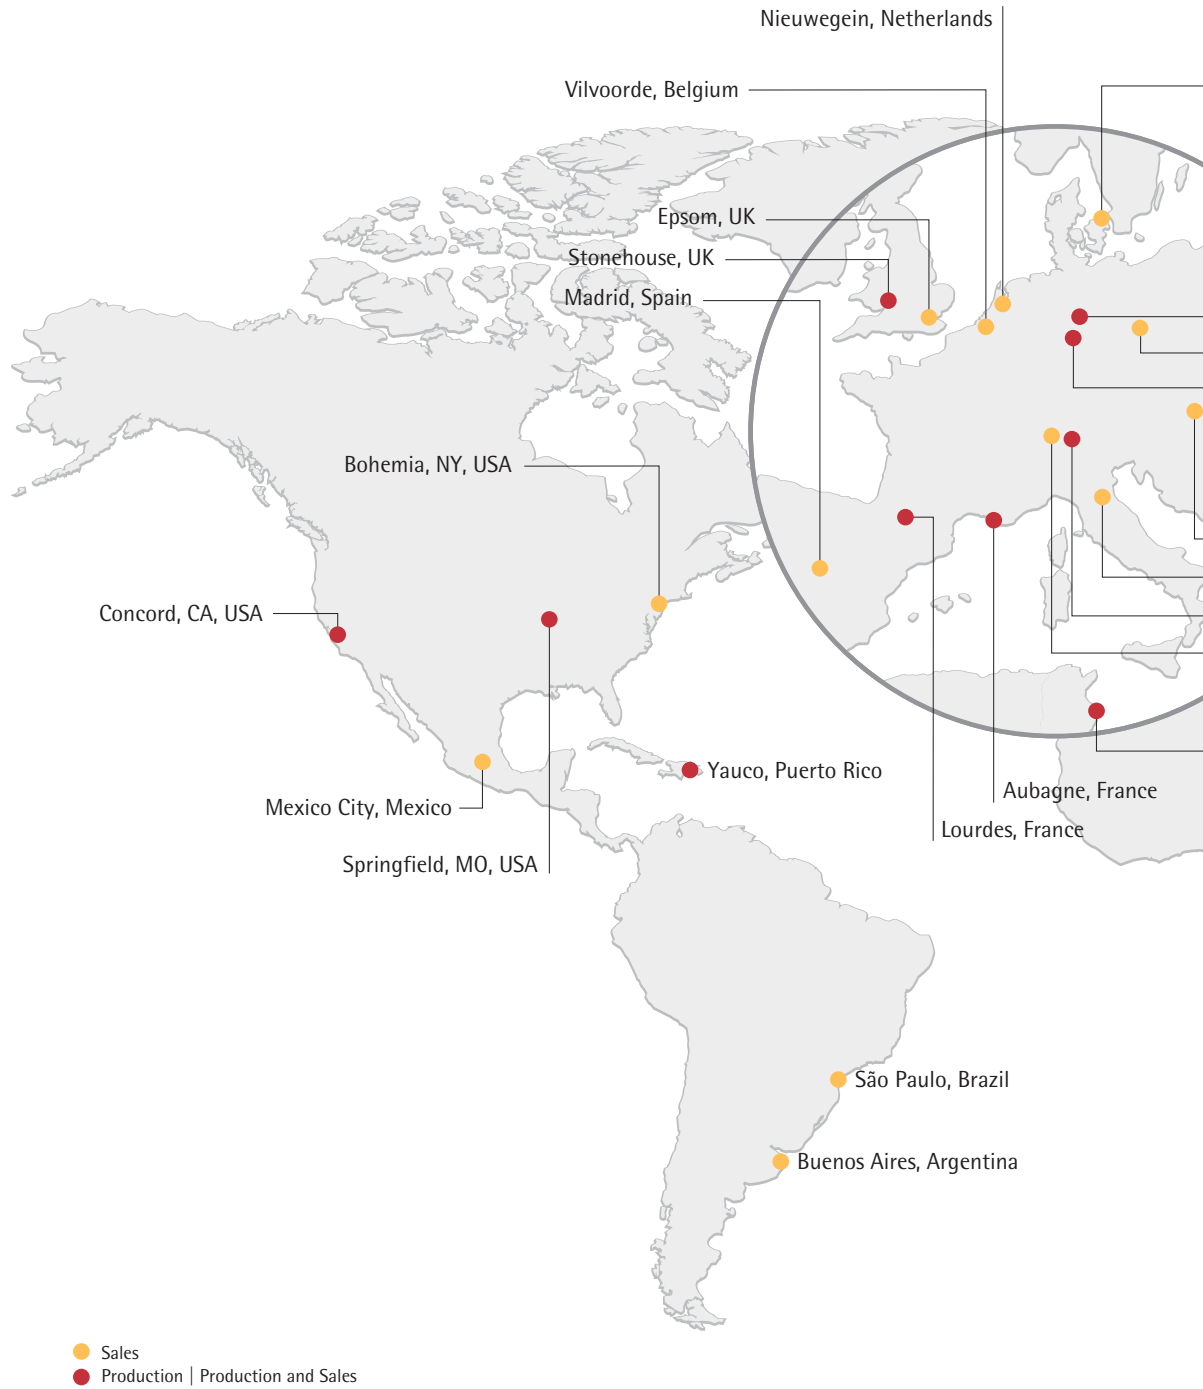 Nieuwegein, Netherlands
Vilvoorde, Belgium
Epsom, UK
Stonehouse, UK
Madrid, Spain
Bohemia, NY, USA
Concord, CA, USA
Yauco, Puerto Rico
Aubagne, France
Mexico City, Mexico
Lourdes, France
Springfield, MO, USA
São Paulo, Brazil
Buenos Aires, Argentina
Sales
Production | Production and Sales